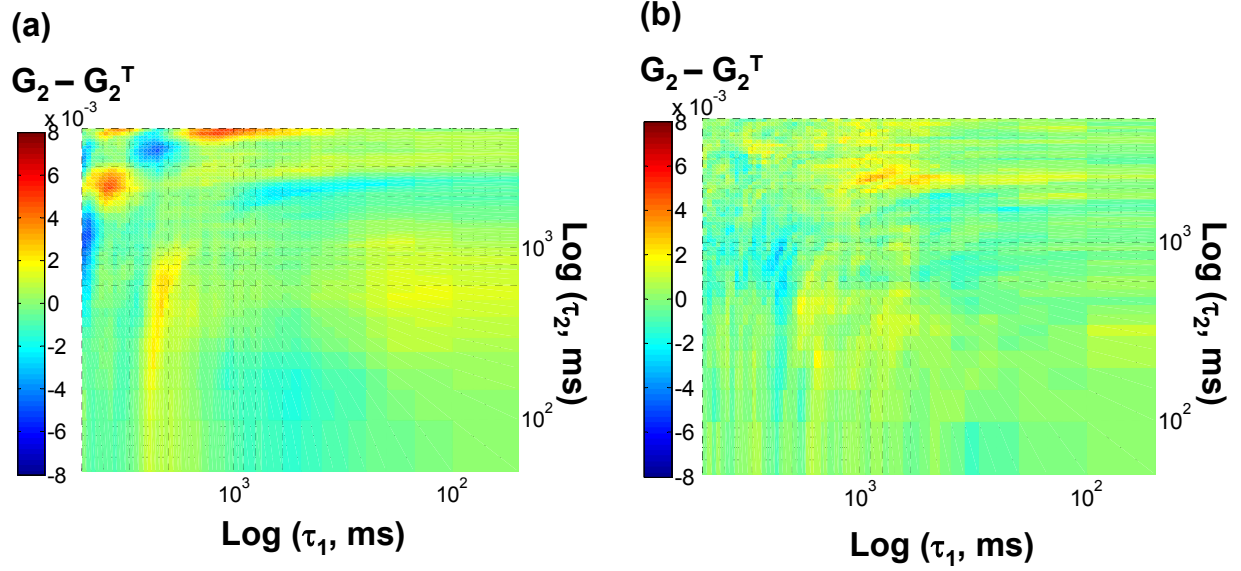 (a)
G₂ – G₂ᵀ
x 10⁻³
8
6
4
2
0
-2
-4
-6
-8
10³
10²
Log (τ₂, ms)
10³
10²
Log (τ₁, ms)
(b)
G₂ – G₂ᵀ
x 10⁻³
8
6
4
2
0
-2
-4
-6
-8
10³
10²
Log (τ₂, ms)
10³
10²
Log (τ₁, ms)